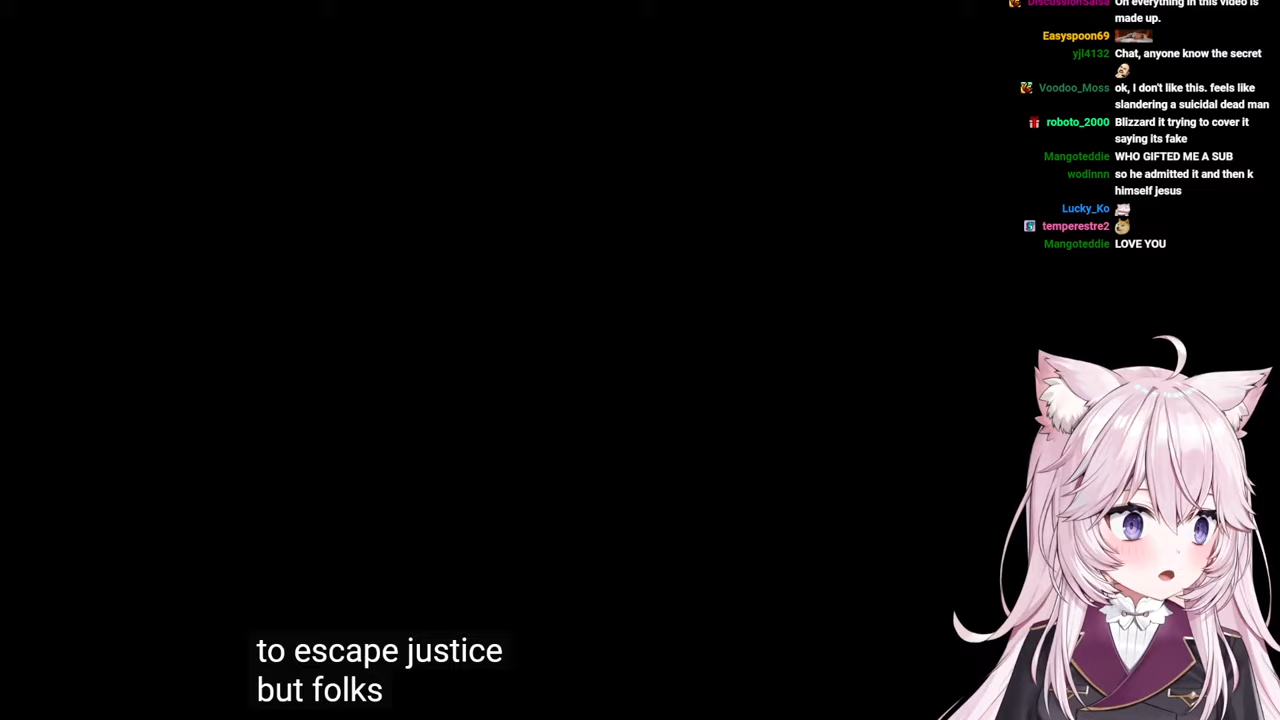 DiscussionSalsa Oh everything in this video is
made up.
Easyspoon69
yjl4132 Chat, anyone know the secret
Voodoo_Moss ok, I don't like this. feels like
slandering a suicidal dead man
roboto_2000 Blizzard it trying to cover it
saying its fake
Mangoteddie WHO GIFTED ME A SUB
wodinnn so he admitted it and then k
himself jesus
Lucky_Ko
temperestre2
Mangoteddie LOVE YOU
to escape justice
but folks